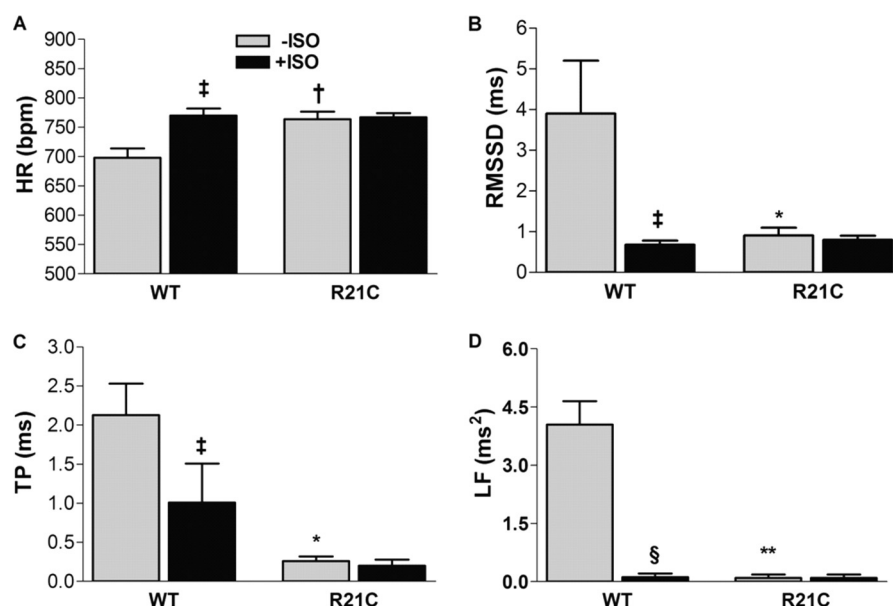 A
900
850
800
750
700
650
600
550
500
HR (bpm)
-ISO
+ISO
‡
†
WT
R21C
B
6
5
4
3
2
1
0
RMSSD (ms)
‡
*
WT
R21C
C
3.0
2.5
2.0
1.5
1.0
0.5
0.0
TP (ms)
‡
*
WT
R21C
D
6.0
4.5
3.0
1.5
0.0
LF (ms²)
§
**
WT
R21C